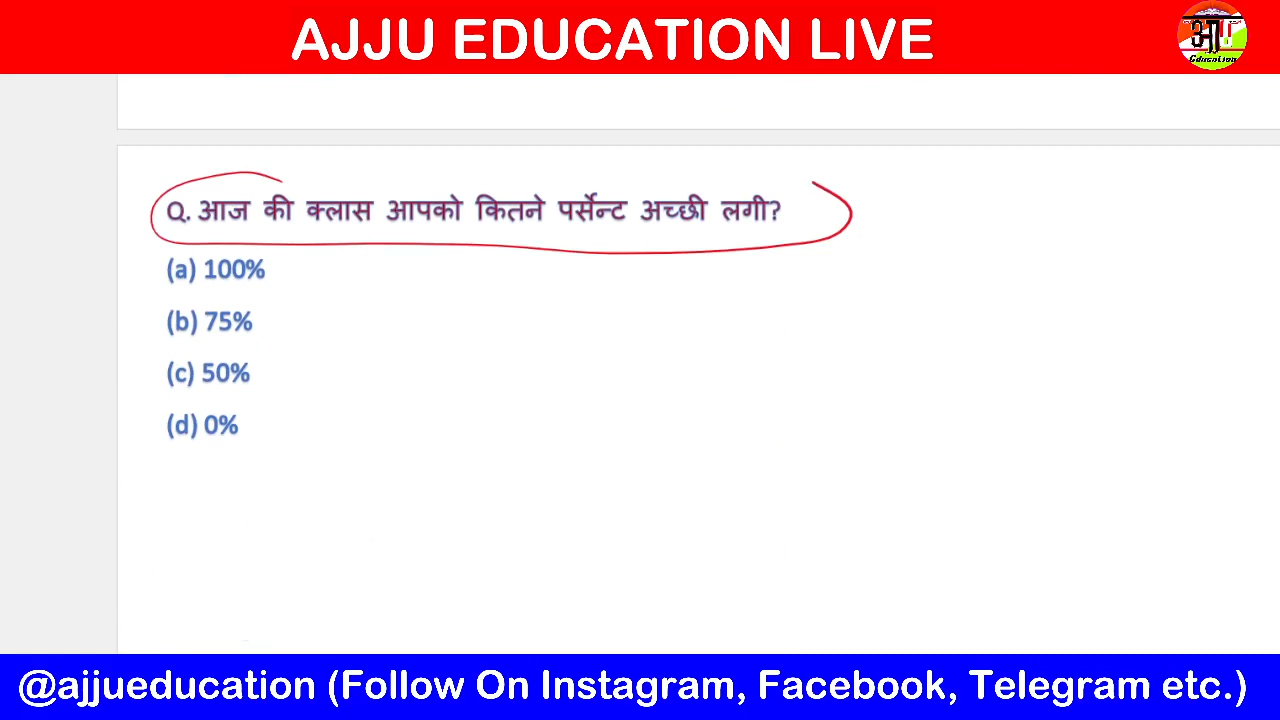 AJJU EDUCATION LIVE
Education
Q. आज की क्लास आपको कितने पर्सेन्ट अच्छी लगी?
(a) 100%
(b) 75%
(c) 50%
(d) 0%
@ajjueducation (Follow On Instagram, Facebook, Telegram etc.)